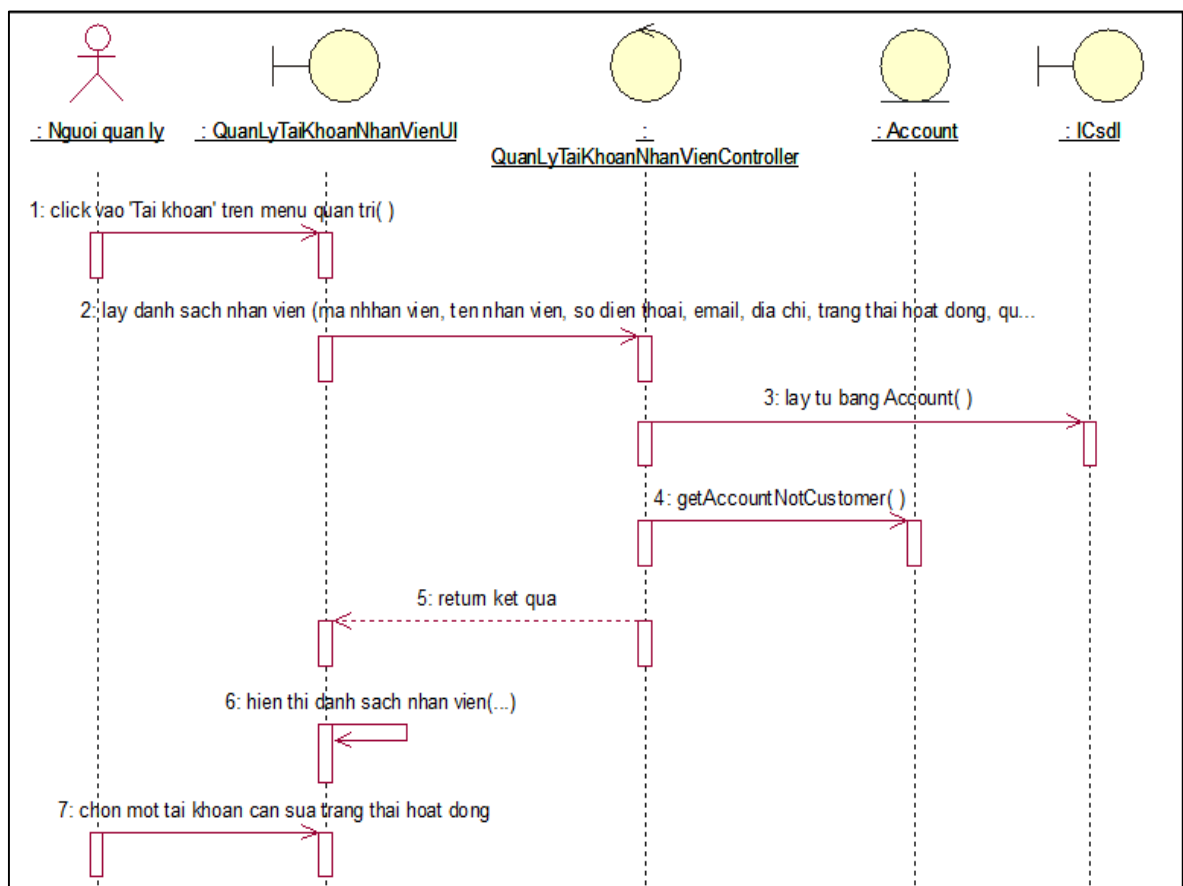 : Nguoi quan ly
: QuanLyTaiKhoanNhanVienUI
:
QuanLyTaiKhoanNhanVienController
: Account
: ICsdl
1: click vao 'Tai khoan' tren menu quan tri( )
2: lay danh sach nhan vien (ma nhhan vien, ten nhan vien, so dien thoai, email, dia chi, trang thai hoat dong, qu...
3: lay tu bang Account( )
4: getAccountNotCustomer( )
5: return ket qua
6: hien thi danh sach nhan vien(...)
7: chon mot tai khoan can sua trang thai hoat dong